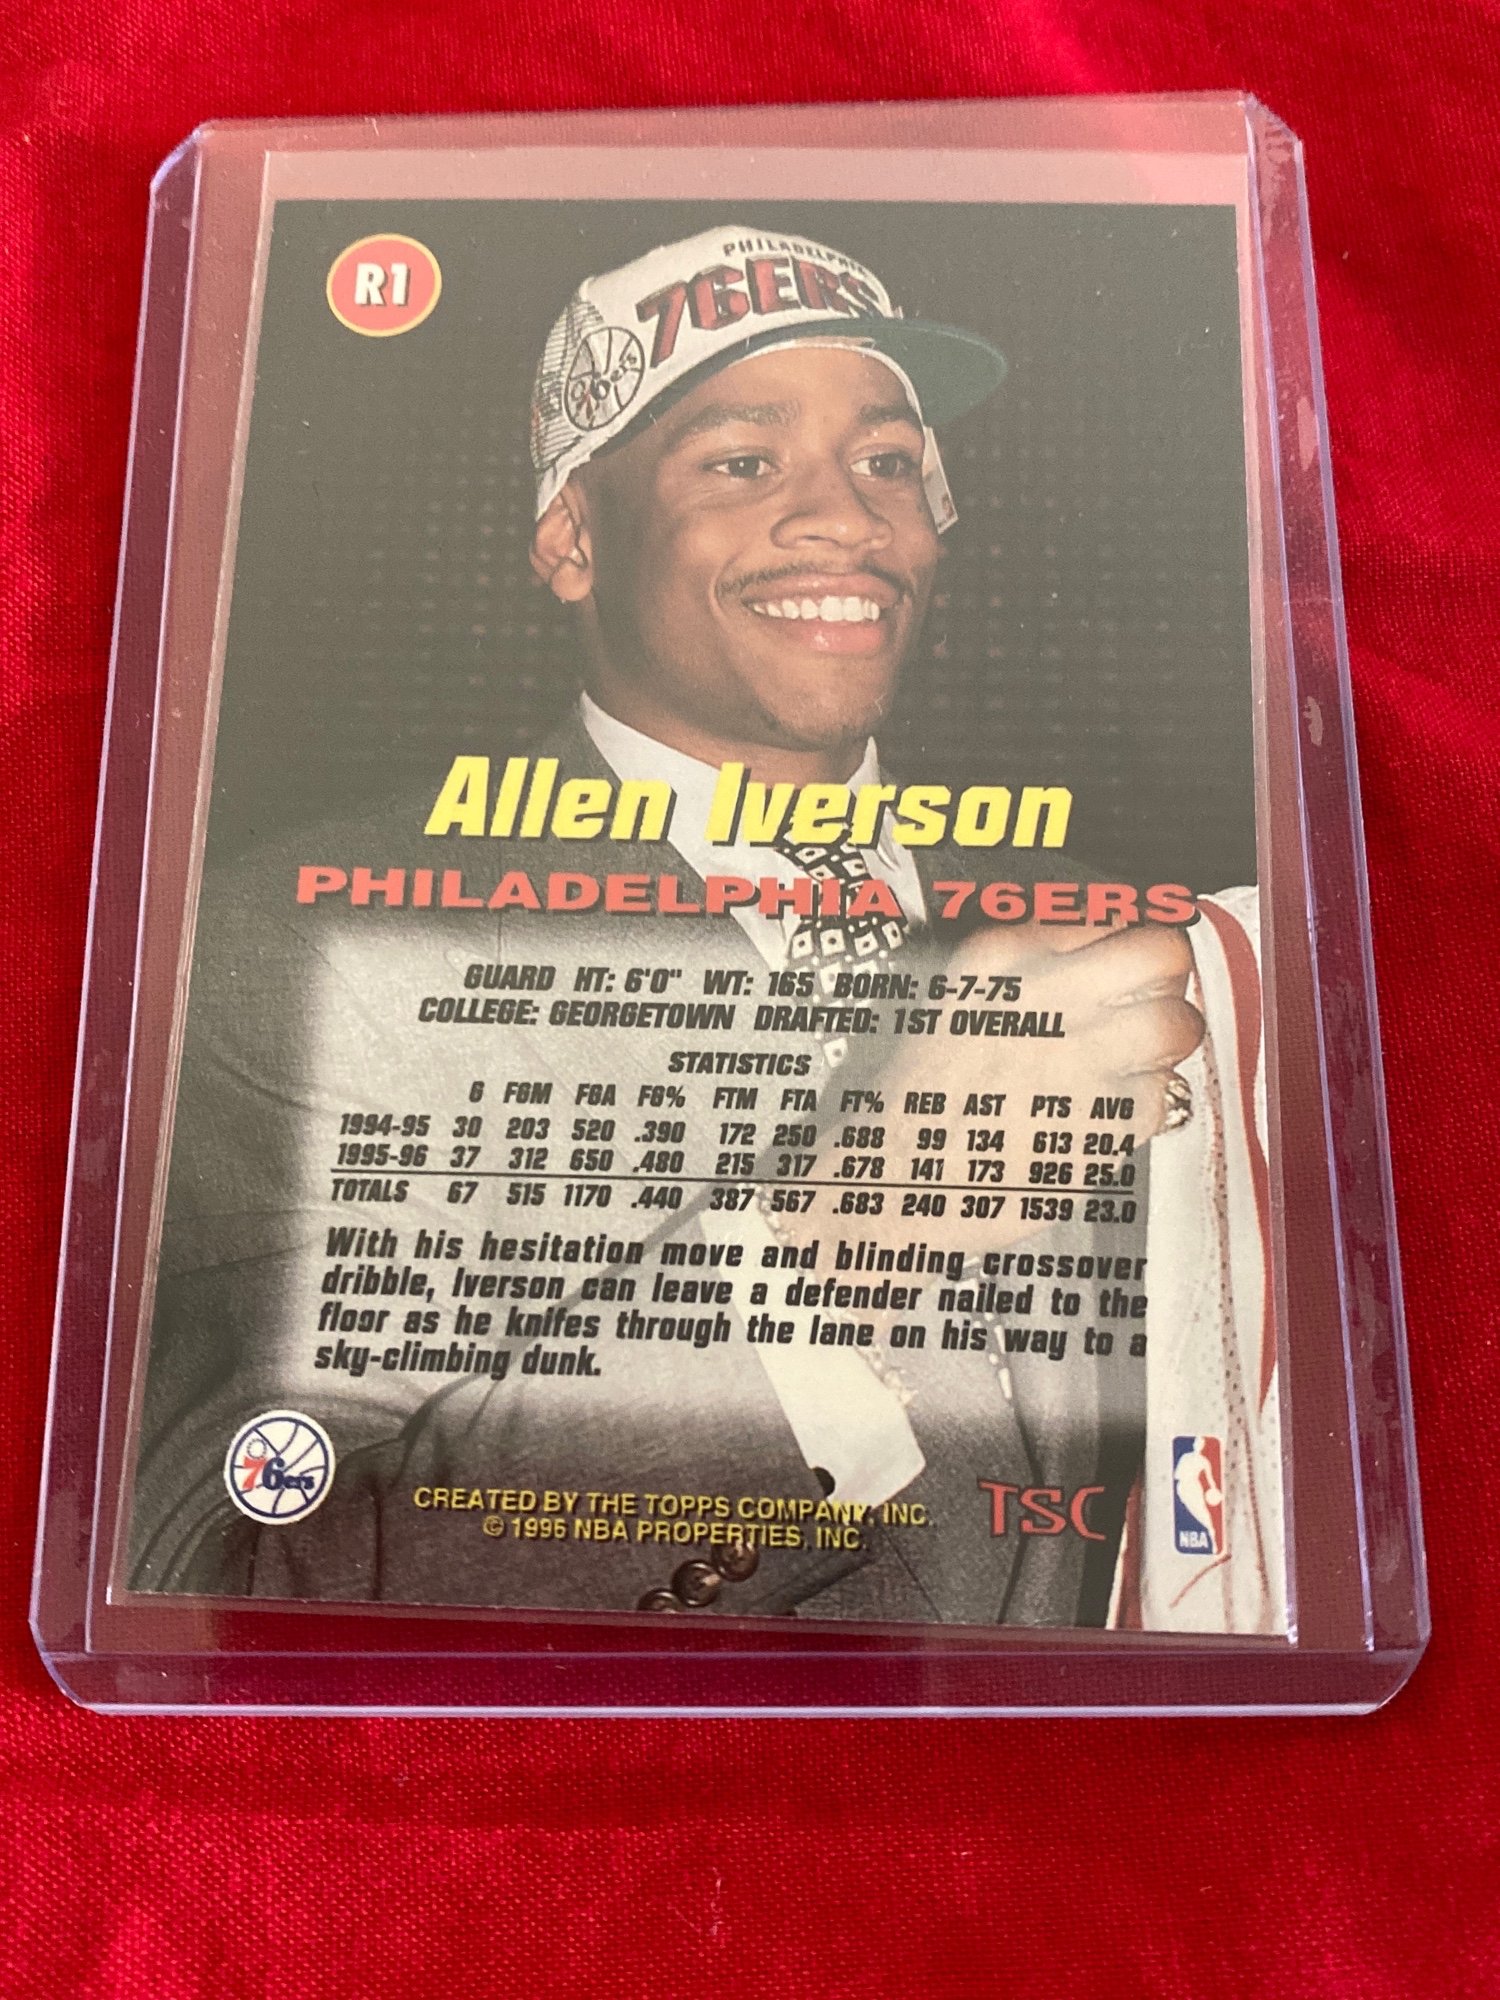 R1
PHILADELPHIA
76ERS
76ers
Allen Iverson
PHILADELPHIA 76ERS
GUARD HT: 6'0" WT: 165 BORN: 6-7-75
COLLEGE: GEORGETOWN DRAFTED: 1ST OVERALL
STATISTICS
G FGM FGA FG% FTM FTA FT% REB AST PTS AVG
1994-95 30 203 520 .390 172 250 .688 99 134 613 20.4
1995-96 37 312 650 .480 215 317 .678 141 173 926 25.0
TOTALS 67 515 1170 .440 387 567 .683 240 307 1539 23.0
With his hesitation move and blinding crossover
dribble, Iverson can leave a defender nailed to the
floor as he knifes through the lane on his way to a
sky-climbing dunk.
76ers
CREATED BY THE TOPPS COMPANY, INC.
© 1996 NBA PROPERTIES, INC.
TSC
NBA